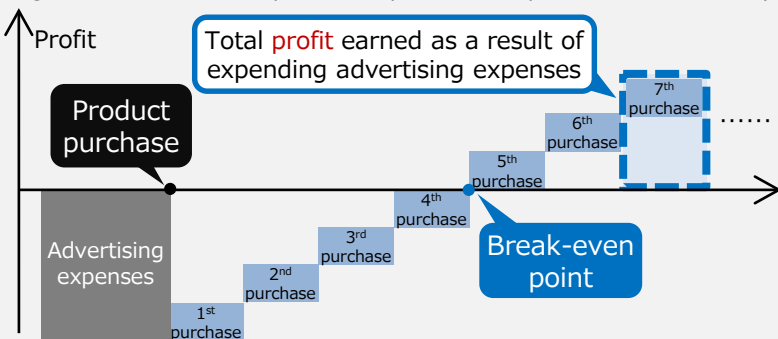 Profit
Total profit earned as a result of
expending advertising expenses
Product
purchase
7th
purchase
6th
purchase
……
5th
purchase
4th
purchase
Advertising
expenses
3rd
purchase
Break-even
point
2nd
purchase
1st
purchase